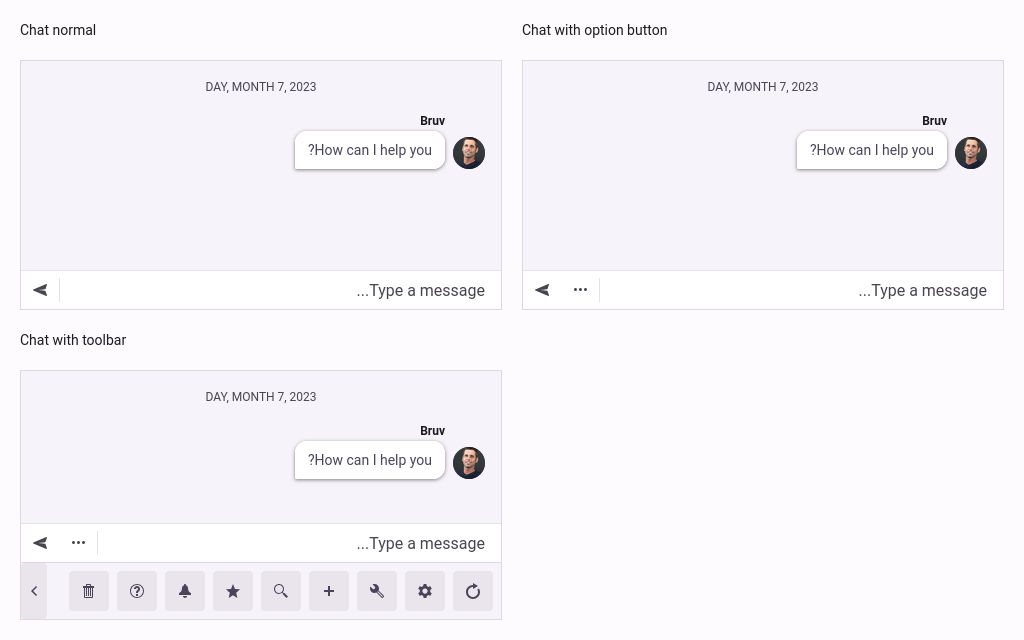 Chat normal
Chat with option button
DAY, MONTH 7, 2023
Bruv
?How can I help you
...Type a message
DAY, MONTH 7, 2023
Bruv
?How can I help you
...Type a message
Chat with toolbar
DAY, MONTH 7, 2023
Bruv
?How can I help you
...Type a message